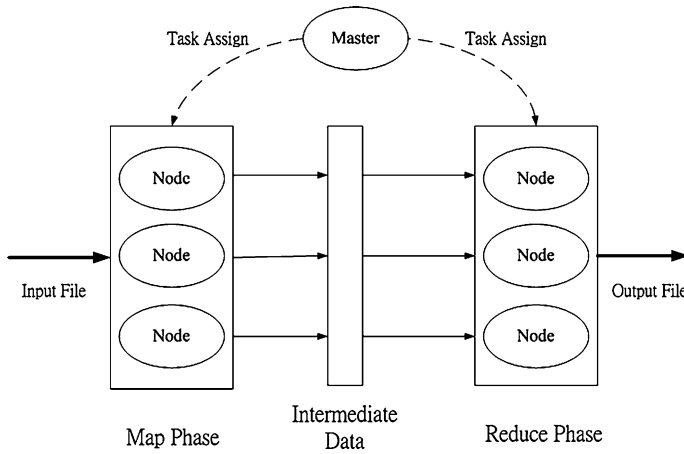 Master
Task Assign
Task Assign
Node
Node
Node
Node
Node
Node
Input File
Output File
Map Phase
Intermediate
Data
Reduce Phase